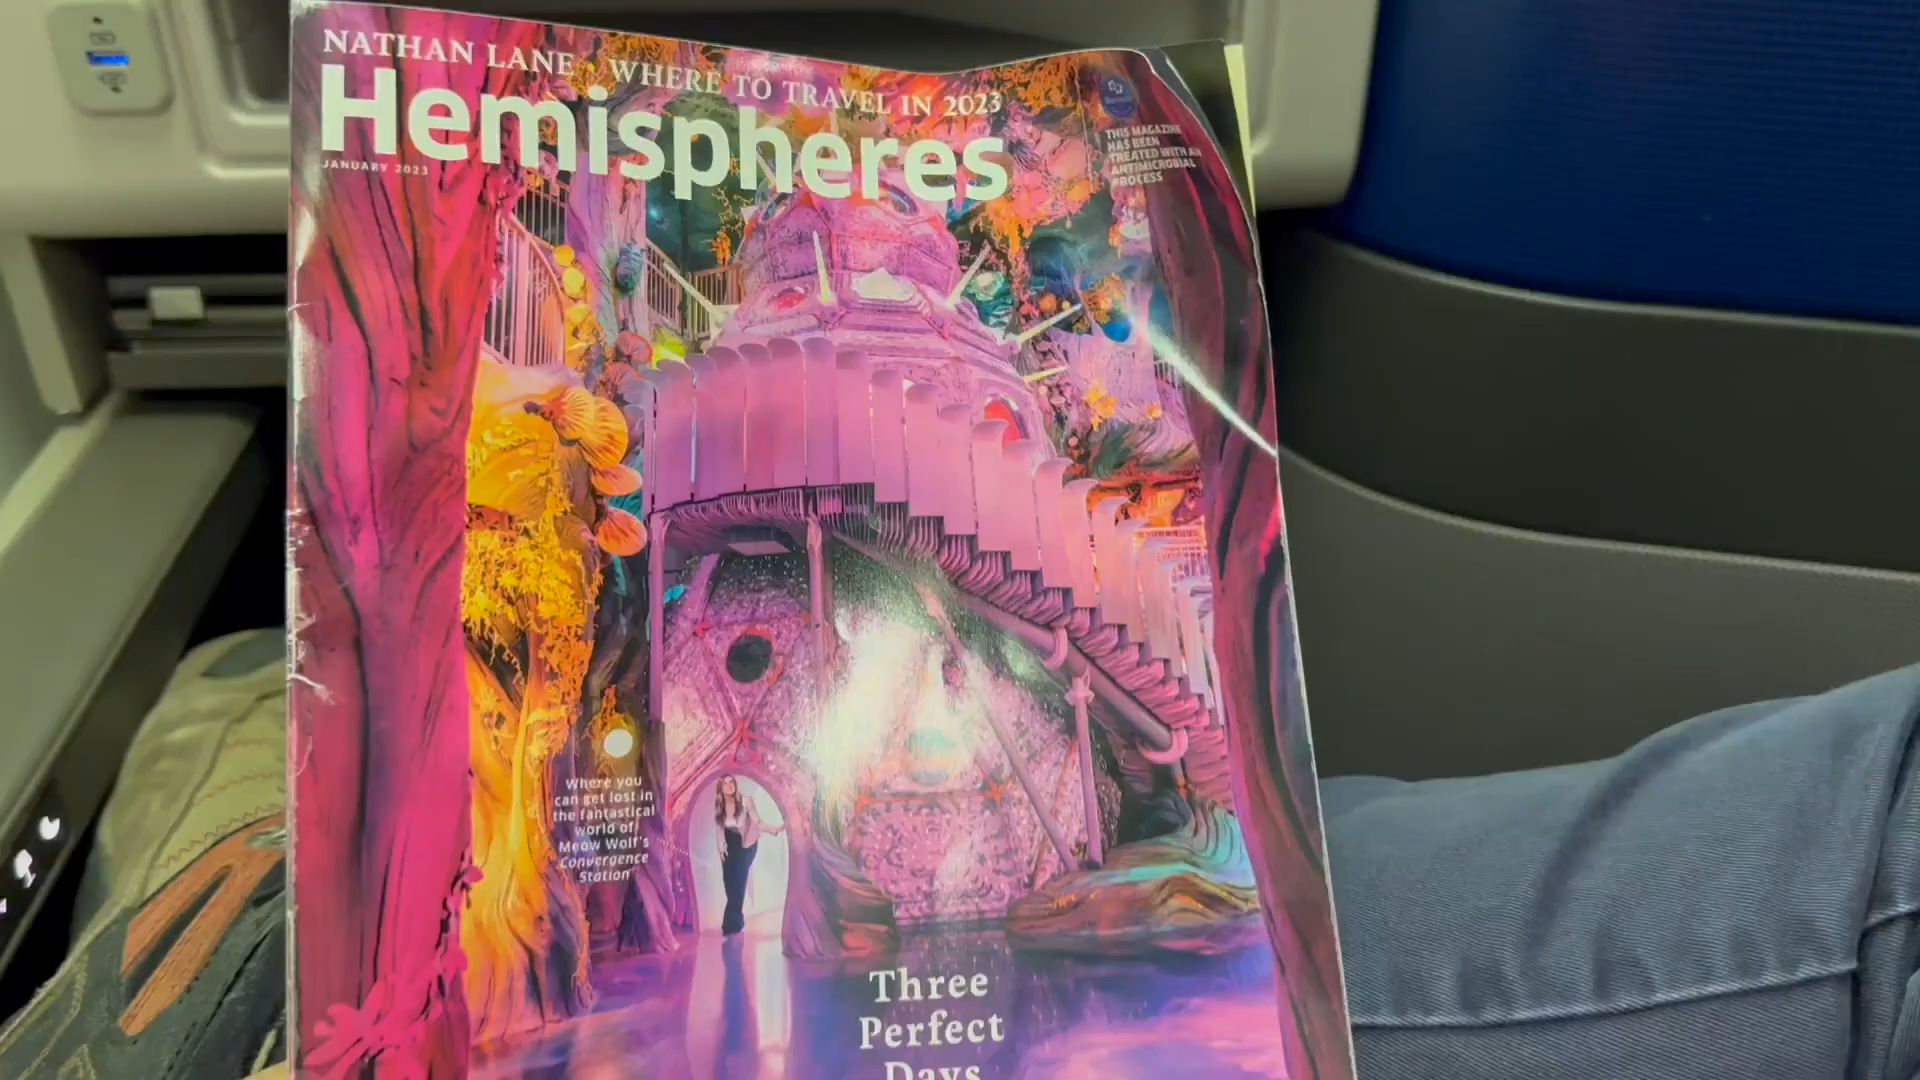 NATHAN LANE · WHERE TO TRAVEL IN 2023
Hemispheres
JANUARY 2023
THIS MAGAZINE
HAS BEEN
TREATED WITH AN
ANTIMICROBIAL
PROCESS
Where you
can get lost in
the fantastical
world of
Meow Wolf's
Convergence
Station
Three
Perfect
Days